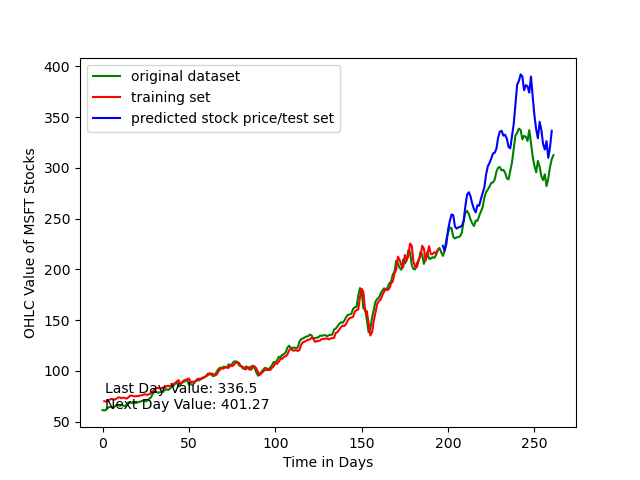 original dataset
training set
predicted stock price/test set
400
350
300
250
200
150
100
50
OHLC Value of MSFT Stocks
Last Day Value: 336.5
Next Day Value: 401.27
0 50 100 150 200 250
Time in Days